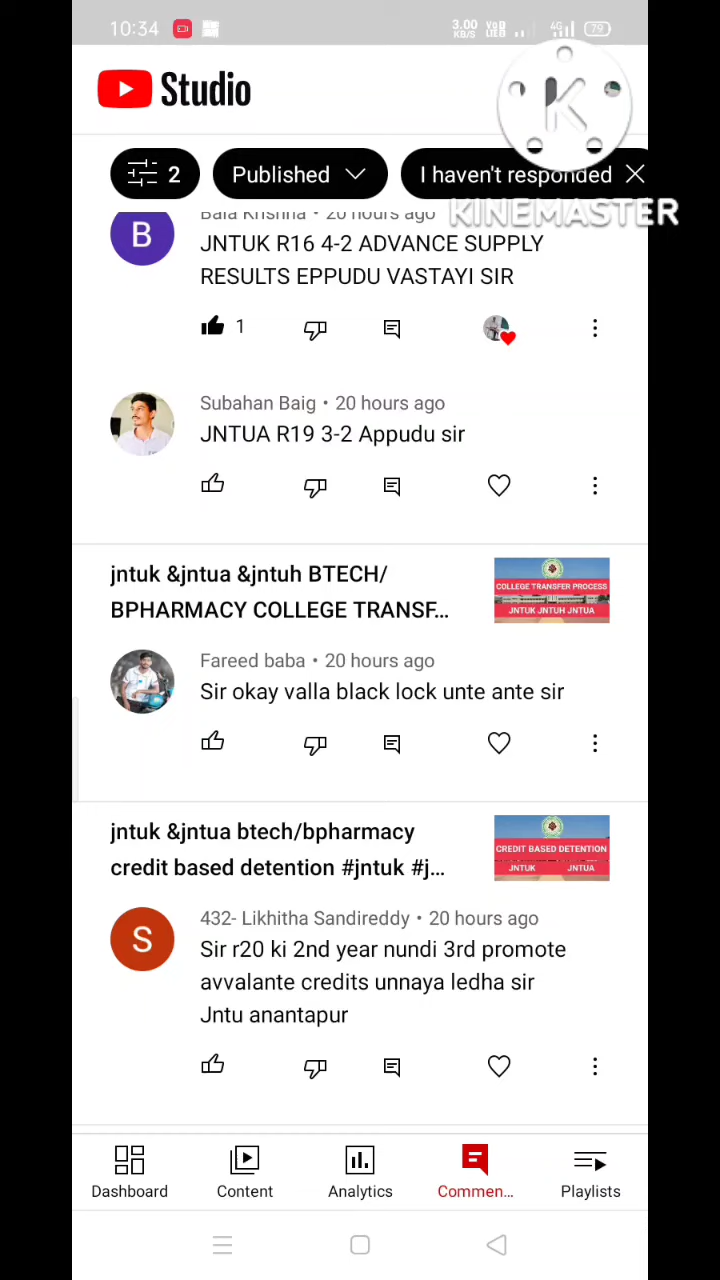 10:34
3.00
KB/S
4G
79
Studio
KINEMASTER
2
Published
I haven't responded
Bala Krishna • 20 hours ago
B
JNTUK R16 4-2 ADVANCE SUPPLY
RESULTS EPPUDU VASTAYI SIR
1
Subahan Baig • 20 hours ago
JNTUA R19 3-2 Appudu sir
jntuk &jntua &jntuh BTECH/
BPHARMACY COLLEGE TRANSF...
COLLEGE TRANSFER PROCESS
JNTUK JNTUH JNTUA
Fareed baba • 20 hours ago
Sir okay valla black lock unte ante sir
jntuk &jntua btech/bpharmacy
credit based detention #jntuk #j...
CREDIT BASED DETENTION
JNTUK JNTUA
432- Likhitha Sandireddy • 20 hours ago
S
Sir r20 ki 2nd year nundi 3rd promote
avvalante credits unnaya ledha sir
Jntu anantapur
Dashboard
Content
Analytics
Commen...
Playlists